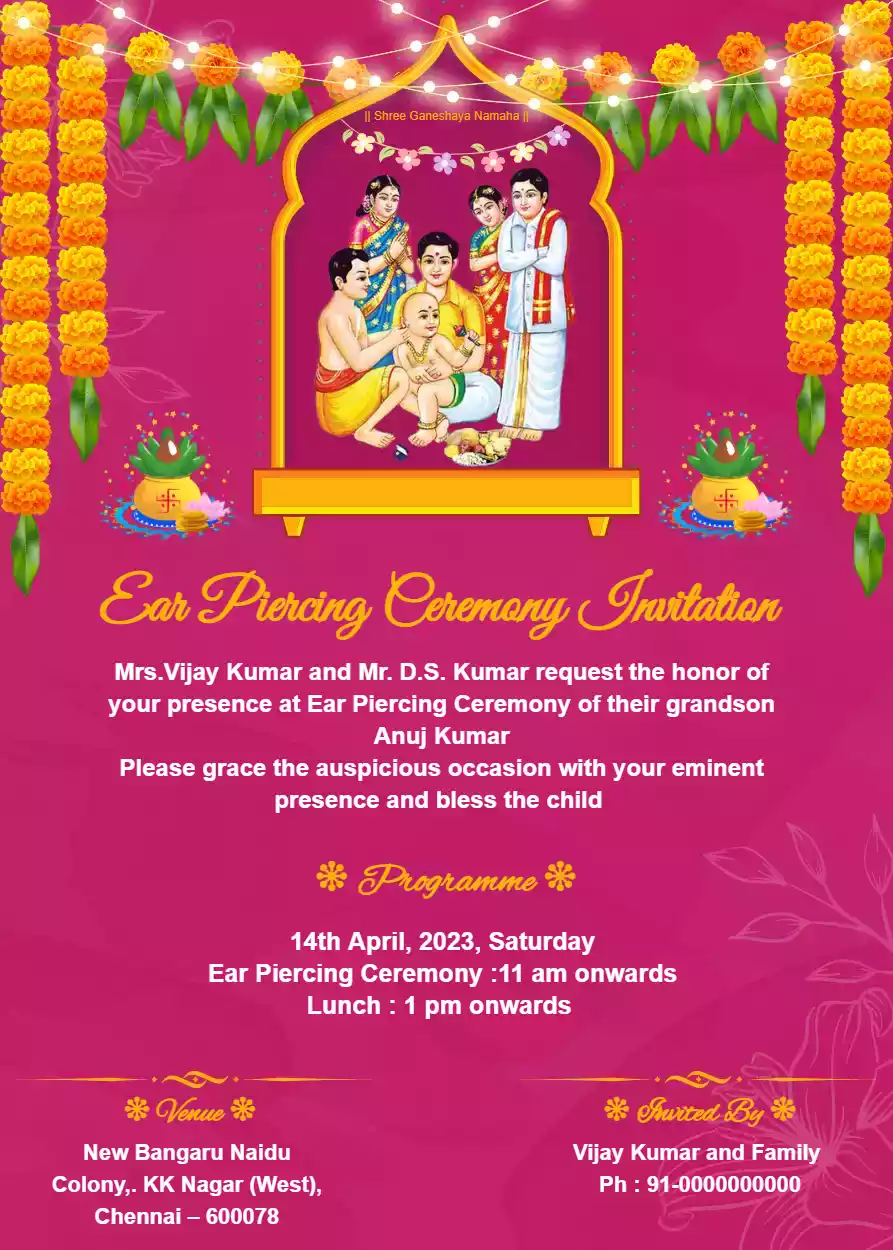 || Shree Ganeshaya Namaha ||
Ear Piercing Ceremony Invitation
Mrs.Vijay Kumar and Mr. D.S. Kumar request the honor of
your presence at Ear Piercing Ceremony of their grandson
Anuj Kumar
Please grace the auspicious occasion with your eminent
presence and bless the child
Programme
14th April, 2023, Saturday
Ear Piercing Ceremony :11 am onwards
Lunch : 1 pm onwards
Venue
New Bangaru Naidu
Colony,. KK Nagar (West),
Chennai – 600078
Invited By
Vijay Kumar and Family
Ph : 91-0000000000